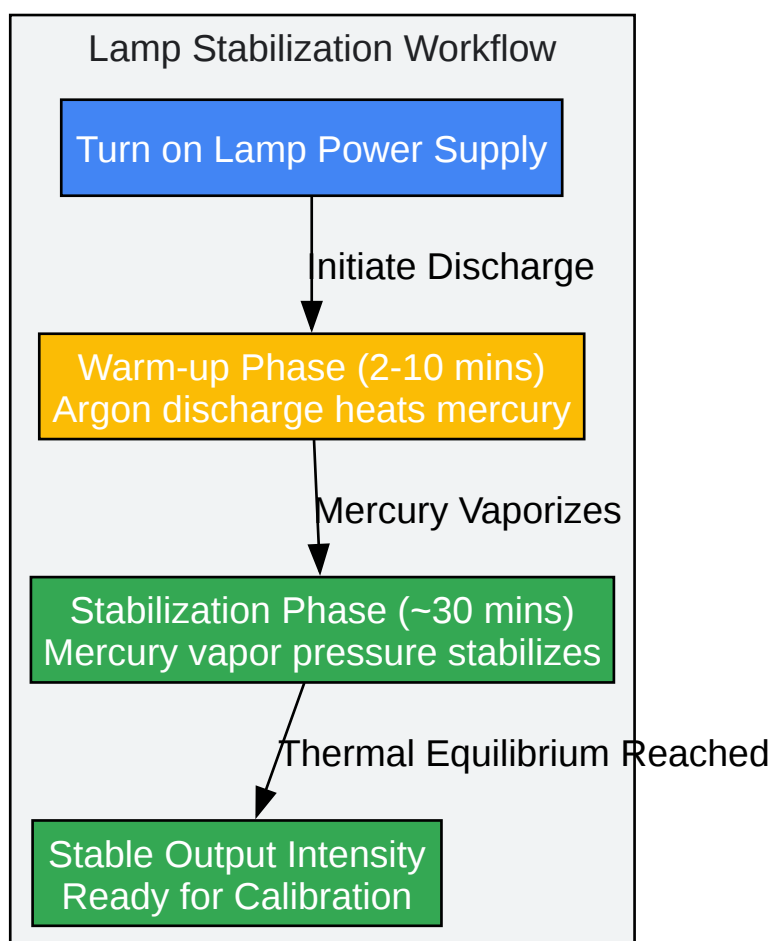 Lamp Stabilization Workflow
Turn on Lamp Power Supply
Initiate Discharge
Warm-up Phase (2-10 mins)
Argon discharge heats mercury
Mercury Vaporizes
Stabilization Phase (~30 mins)
Mercury vapor pressure stabilizes
Thermal Equilibrium Reached
Stable Output Intensity
Ready for Calibration